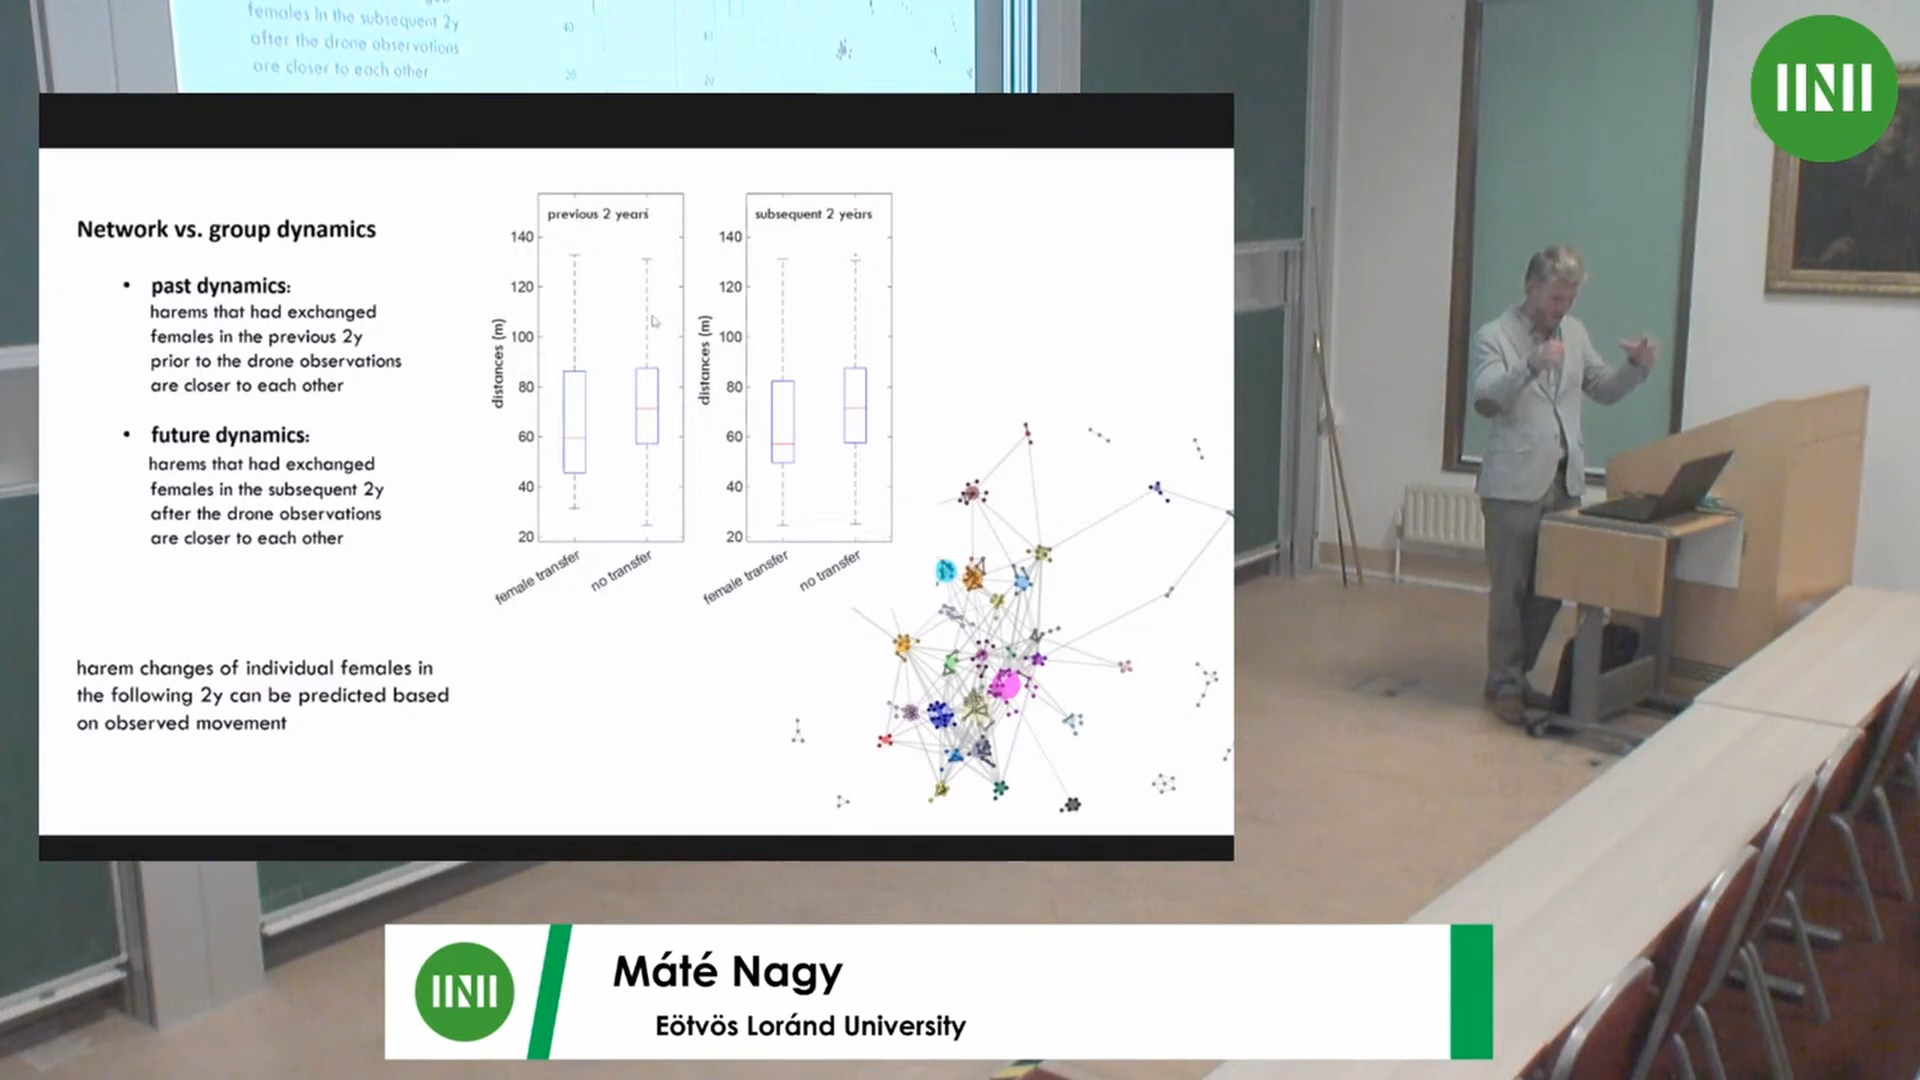 females in the subsequent 2y
after the drone observations
are closer to each other
40
40
20
20
Network vs. group dynamics
• past dynamics:
harems that had exchanged
females in the previous 2y
prior to the drone observations
are closer to each other
• future dynamics:
harems that had exchanged
females in the subsequent 2y
after the drone observations
are closer to each other
harem changes of individual females in
the following 2y can be predicted based
on observed movement
previous 2 years
distances (m)
140
120
100
80
60
40
20
female transfer
no transfer
subsequent 2 years
distances (m)
140
120
100
80
60
40
20
female transfer
no transfer
Máté Nagy
Eötvös Loránd University